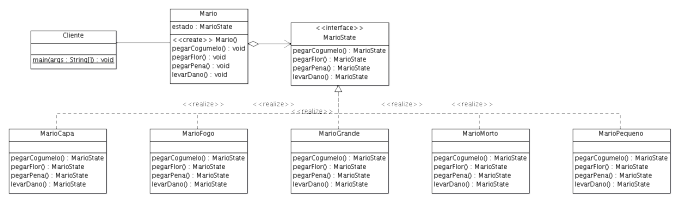 Cliente
main(args : String[]) : void
Mario
estado : MarioState
<<create>> Mario()
pegarCogumelo() : void
pegarFlor() : void
pegarPena() : void
levarDano() : void
<<interface>>
MarioState
pegarCogumelo() : MarioState
pegarFlor() : MarioState
pegarPena() : MarioState
levarDano() : MarioState
<<realize>>
<<realize>>
<<realize>>
<<realize>>
<<realize>>
MarioCapa
pegarCogumelo() : MarioState
pegarFlor() : MarioState
pegarPena() : MarioState
levarDano() : MarioState
MarioFogo
pegarCogumelo() : MarioState
pegarFlor() : MarioState
pegarPena() : MarioState
levarDano() : MarioState
MarioGrande
pegarCogumelo() : MarioState
pegarFlor() : MarioState
pegarPena() : MarioState
levarDano() : MarioState
MarioMorto
pegarCogumelo() : MarioState
pegarFlor() : MarioState
pegarPena() : MarioState
levarDano() : MarioState
MarioPequeno
pegarCogumelo() : MarioState
pegarFlor() : MarioState
pegarPena() : MarioState
levarDano() : MarioState